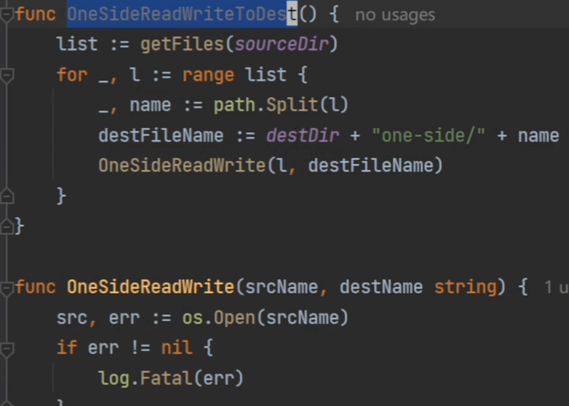 func OneSideReadWriteToDest() { no usages
    list := getFiles(sourceDir)
    for _, l := range list {
        _, name := path.Split(l)
        destFileName := destDir + "one-side/" + name
        OneSideReadWrite(l, destFileName)
    }
}
func OneSideReadWrite(srcName, destName string) { 1 u
    src, err := os.Open(srcName)
    if err != nil {
        log.Fatal(err)